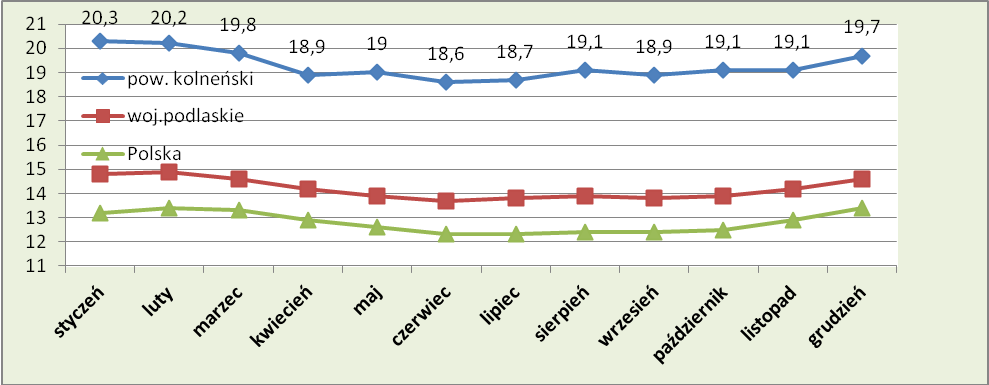 20,3 20,2 19,8 18,9 19 18,6 18,7 19,1 18,9 19,1 19,1 19,7
21
20
19
18
17
16
15
14
13
12
11
pow. kolneński
woj.podlaskie
Polska
styczeń luty marzec kwiecień maj czerwiec lipiec sierpień wrzesień październik listopad grudzień